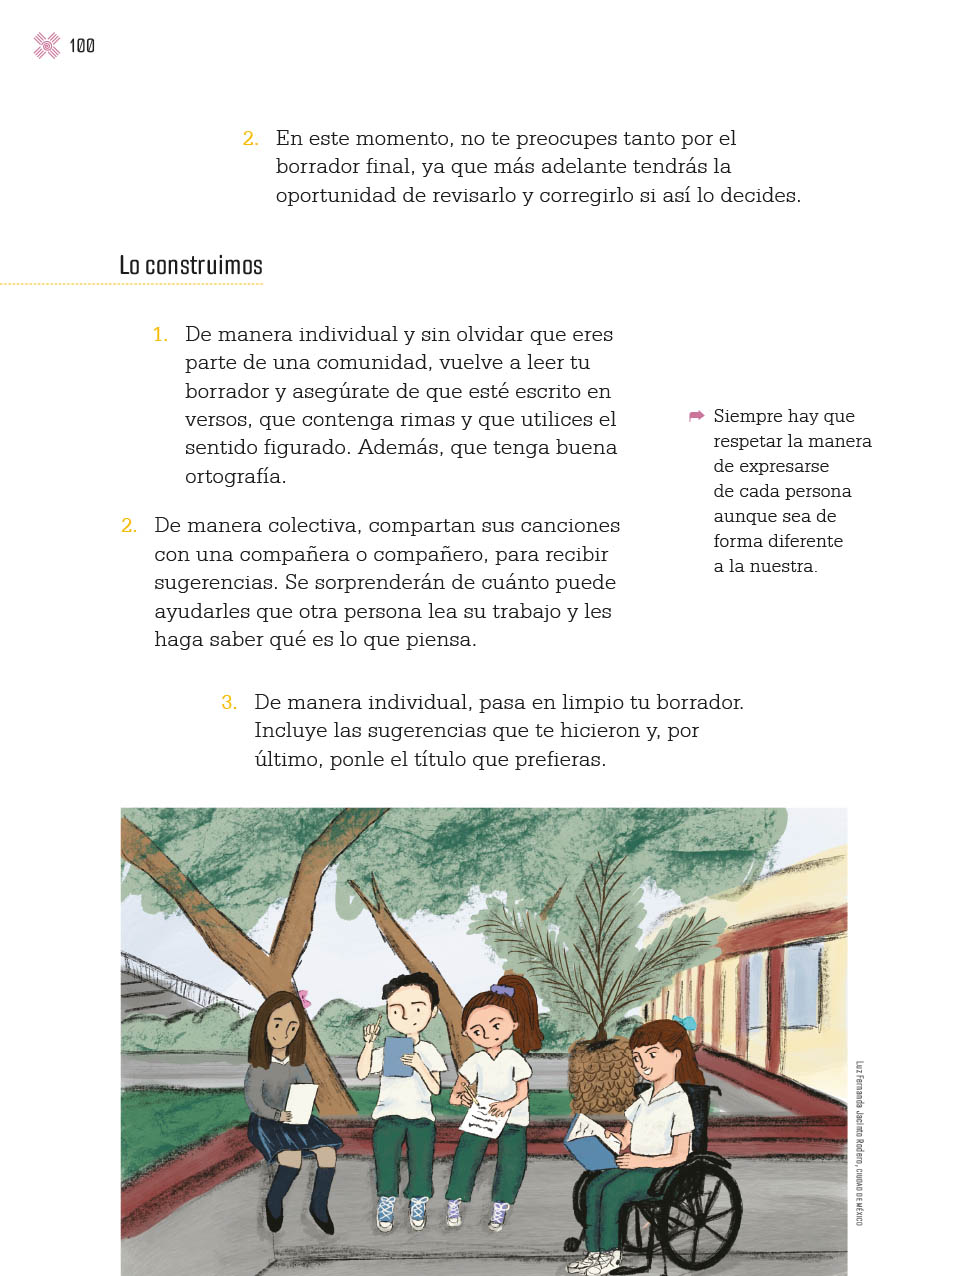 100
2. En este momento, no te preocupes tanto por el
borrador final, ya que más adelante tendrás la
oportunidad de revisarlo y corregirlo si así lo decides.
Lo construimos
1. De manera individual y sin olvidar que eres
parte de una comunidad, vuelve a leer tu
borrador y asegúrate de que esté escrito en
versos, que contenga rimas y que utilices el
sentido figurado. Además, que tenga buena
ortografía.
Siempre hay que
respetar la manera
de expresarse
de cada persona
aunque sea de
forma diferente
a la nuestra.
2. De manera colectiva, compartan sus canciones
con una compañera o compañero, para recibir
sugerencias. Se sorprenderán de cuánto puede
ayudarles que otra persona lea su trabajo y les
haga saber qué es lo que piensa.
3. De manera individual, pasa en limpio tu borrador.
Incluye las sugerencias que te hicieron y, por
último, ponle el título que prefieras.
Luz Fernanda Jacinto Rodero, CIUDAD DE MÉXICO